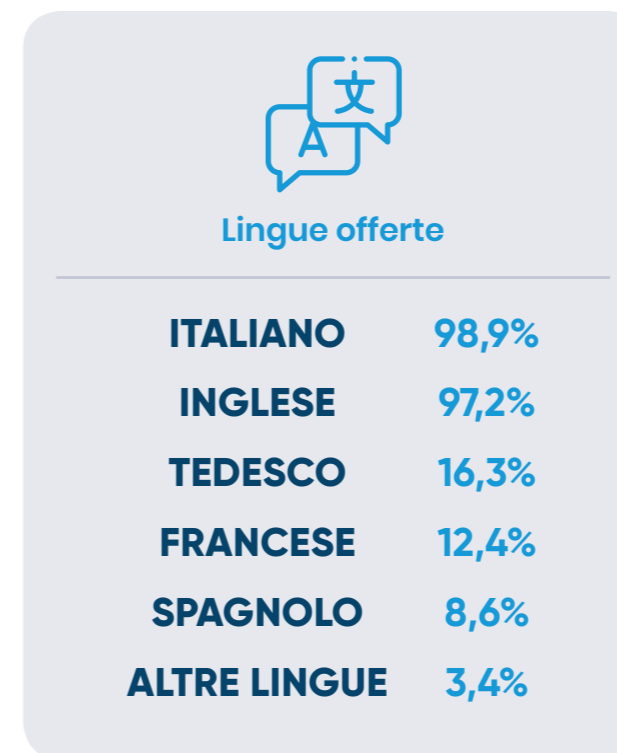 文
A
Lingue offerte
ITALIANO 98,9%
INGLESE 97,2%
TEDESCO 16,3%
FRANCESE 12,4%
SPAGNOLO 8,6%
ALTRE LINGUE 3,4%